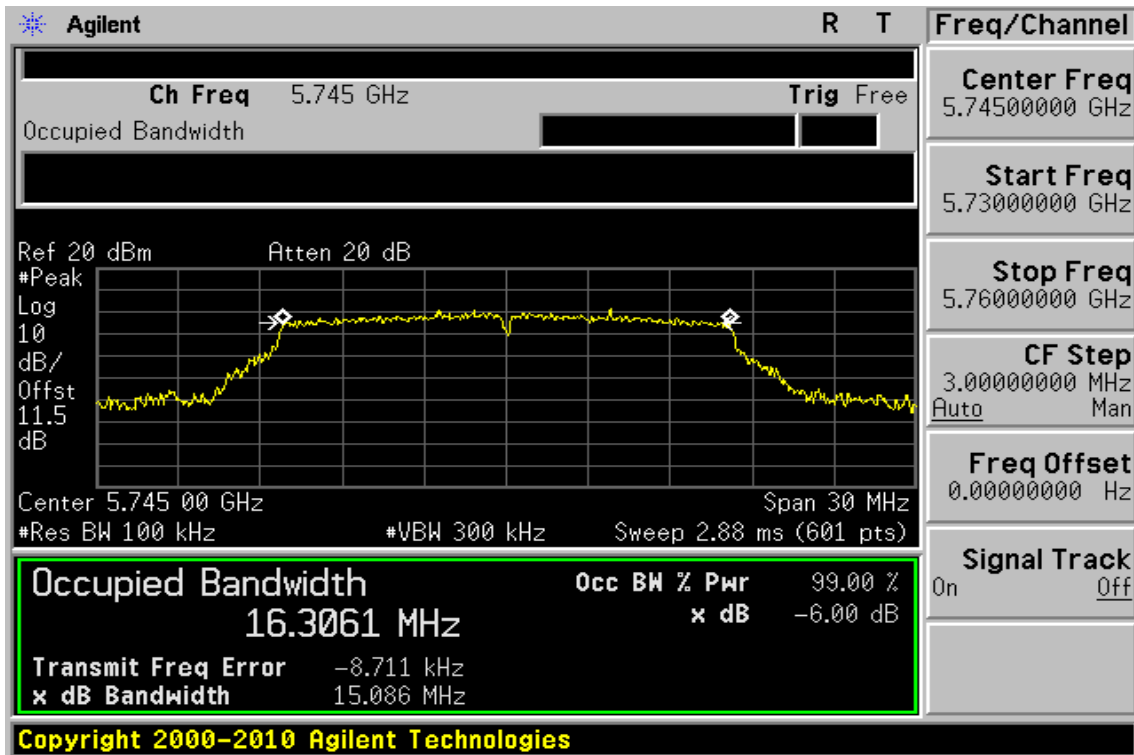 Agilent R T
Ch Freq 5.745 GHz Trig Free
Occupied Bandwidth
Ref 20 dBm Atten 20 dB
#Peak
Log
10
dB/
Offst
11.5
dB
Center 5.745 00 GHz Span 30 MHz
#Res BW 100 kHz #VBW 300 kHz Sweep 2.88 ms (601 pts)
Occupied Bandwidth Occ BW % Pwr 99.00 %
16.3061 MHz x dB -6.00 dB
Transmit Freq Error -8.711 kHz
x dB Bandwidth 15.086 MHz
Copyright 2000-2010 Agilent Technologies
Freq/Channel
Center Freq
5.74500000 GHz
Start Freq
5.73000000 GHz
Stop Freq
5.76000000 GHz
CF Step
3.00000000 MHz
Auto Man
Freq Offset
0.00000000 Hz
Signal Track
On Off